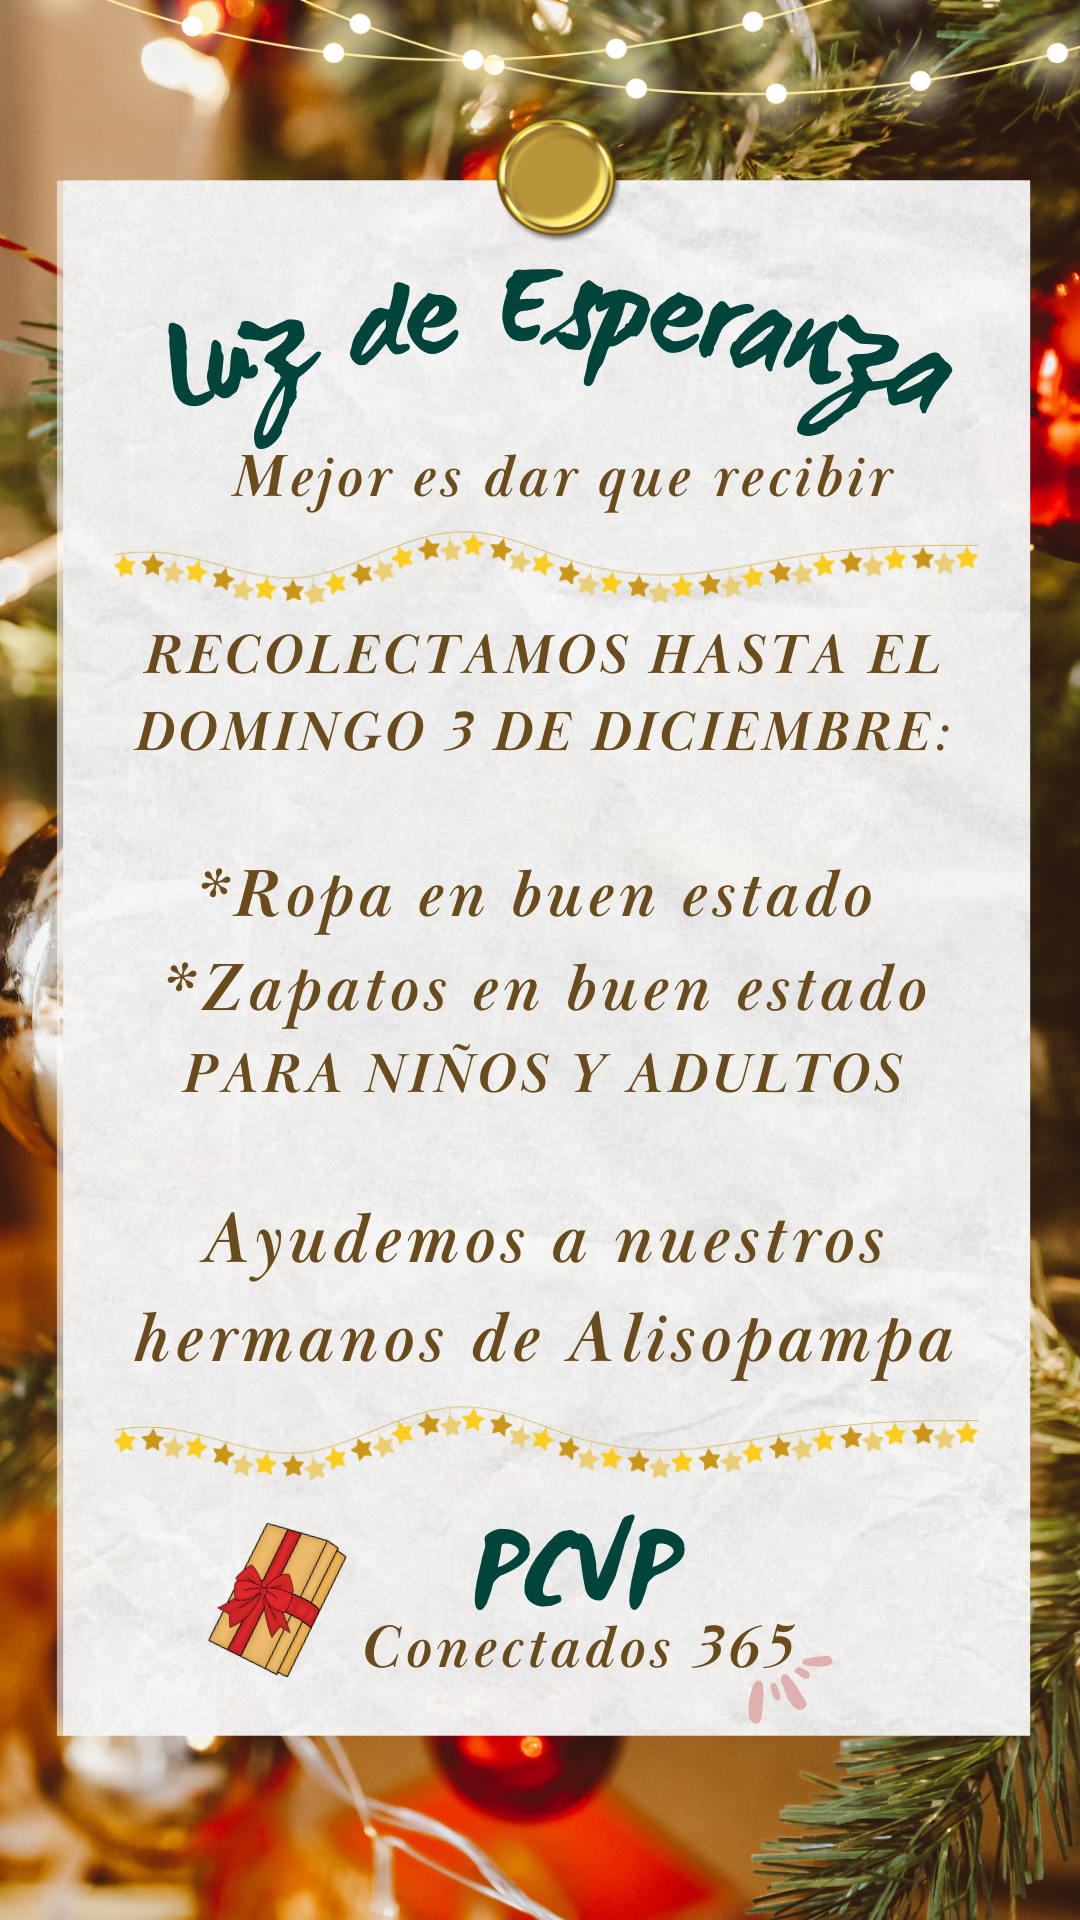 Luz de Esperanza
Mejor es dar que recibir
RECOLECTAMOS HASTA EL
DOMINGO 3 DE DICIEMBRE:
*Ropa en buen estado
*Zapatos en buen estado
PARA NIÑOS Y ADULTOS
Ayudemos a nuestros
hermanos de Alisopampa
PCVP
Conectados 365